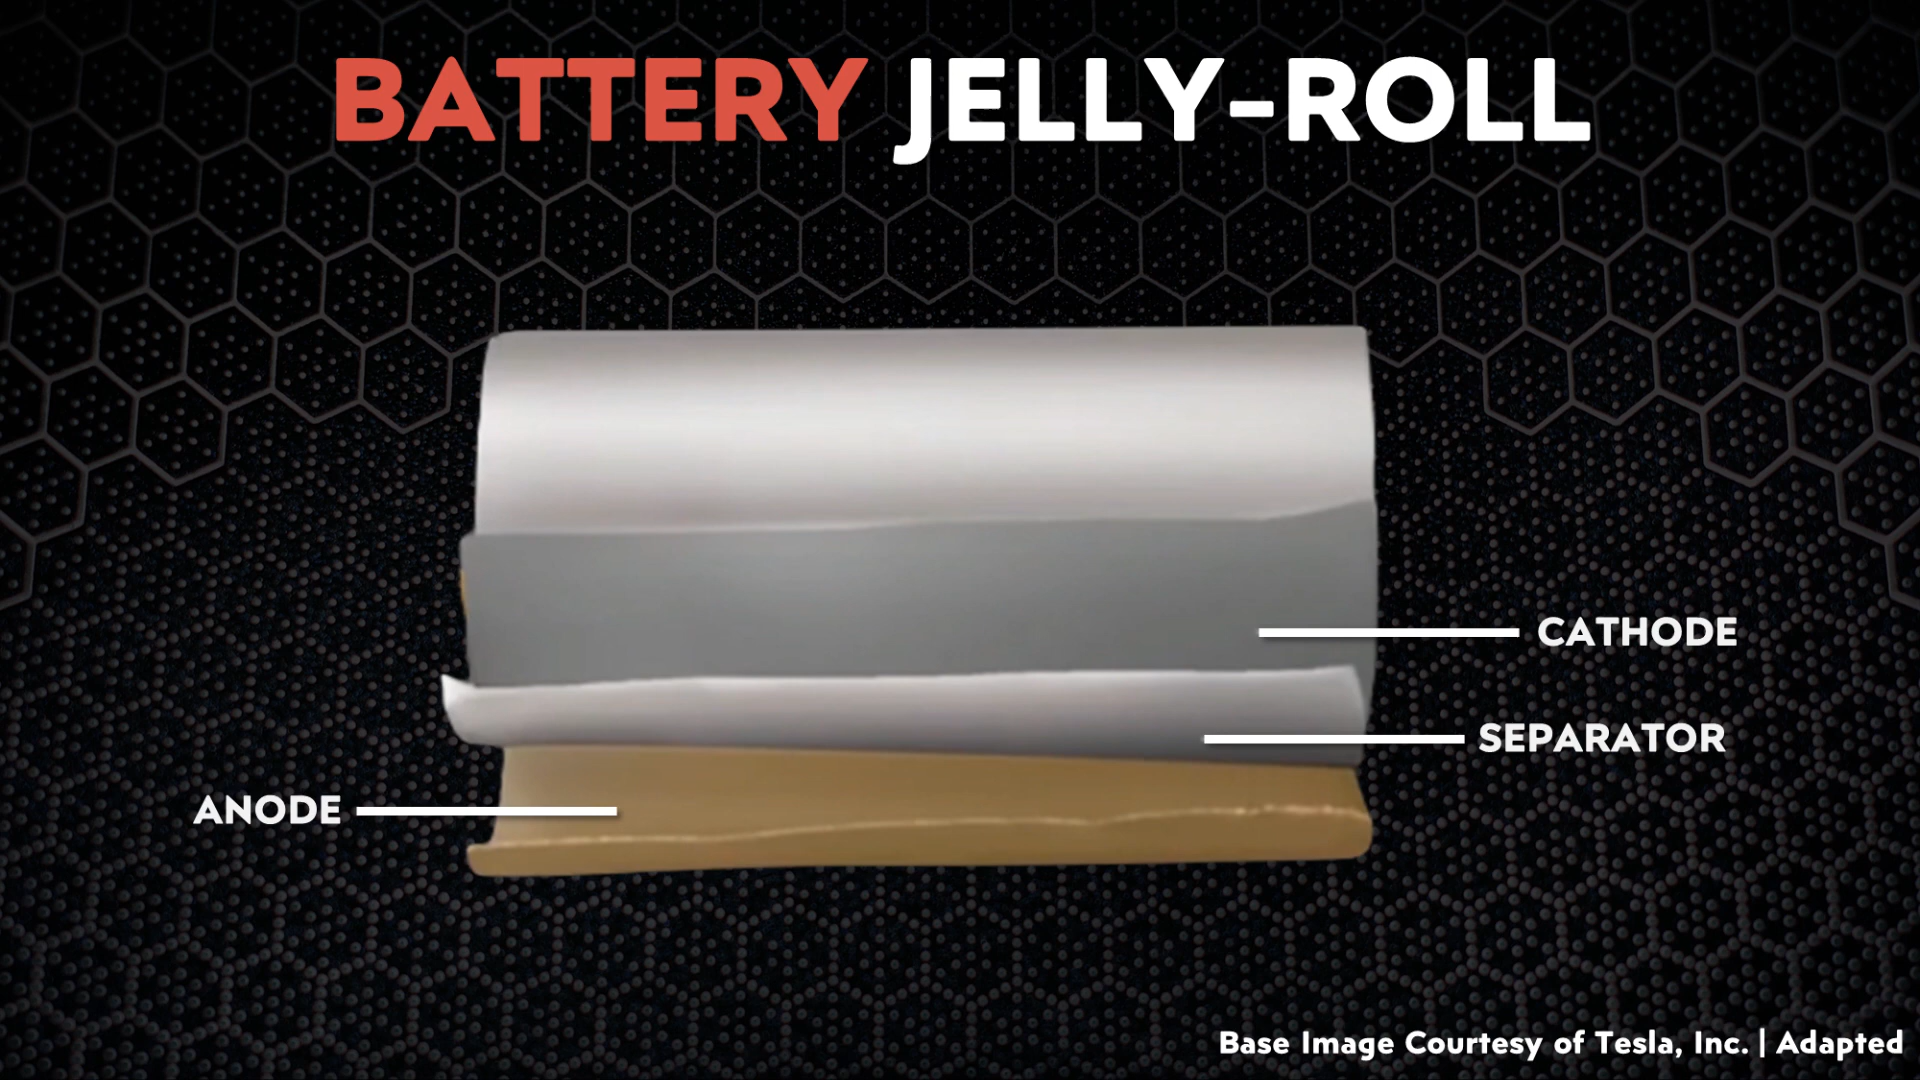 BATTERY JELLY-ROLL
CATHODE
SEPARATOR
ANODE
Base Image Courtesy of Tesla, Inc. | Adapted